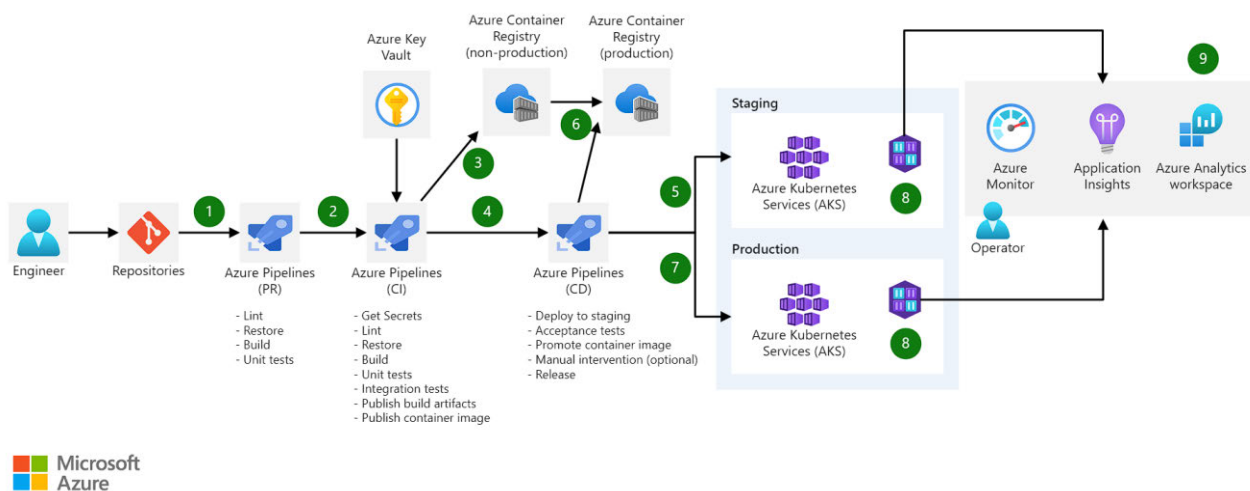 Azure Key
Vault
Azure Container
Registry
(non-production)
Azure Container
Registry
(production)
9
6
3
Staging
Azure Kubernetes
Services (AKS)
8
Azure
Monitor
Application
Insights
Azure Analytics
workspace
Operator
1
2
4
5
7
Engineer
Repositories
Azure Pipelines
(PR)
- Lint
- Restore
- Build
- Unit tests
Azure Pipelines
(CI)
- Get Secrets
- Lint
- Restore
- Build
- Unit tests
- Integration tests
- Publish build artifacts
- Publish container image
Azure Pipelines
(CD)
- Deploy to staging
- Acceptance tests
- Promote container image
- Manual intervention (optional)
- Release
Production
Azure Kubernetes
Services (AKS)
8
Microsoft
Azure